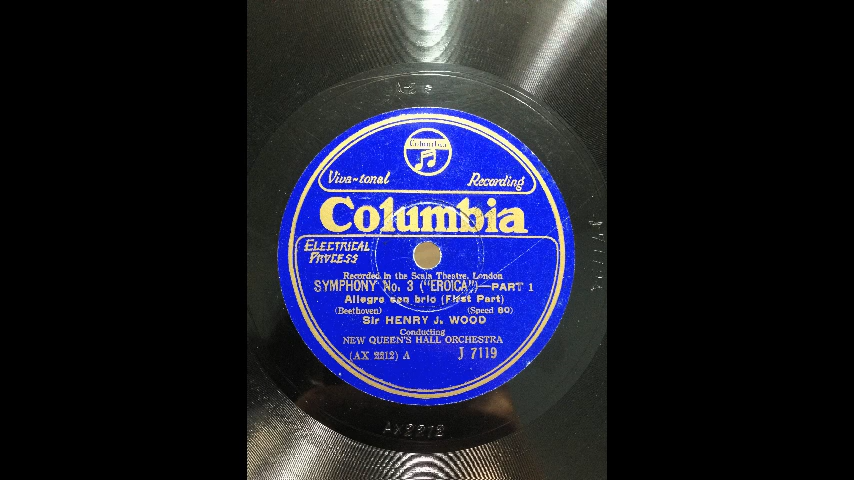 Columbia
Viva-tonal Recording
Columbia
ELECTRICAL
PROCESS
Recorded in the Scala Theatre, London
SYMPHONY No. 3 ("EROICA")—PART 1
Allegro con brio (First Part)
(Beethoven) (Speed 80)
Sir HENRY J. WOOD
Conducting
NEW QUEEN'S HALL ORCHESTRA
(AX 2212) A J 7119
AX2212